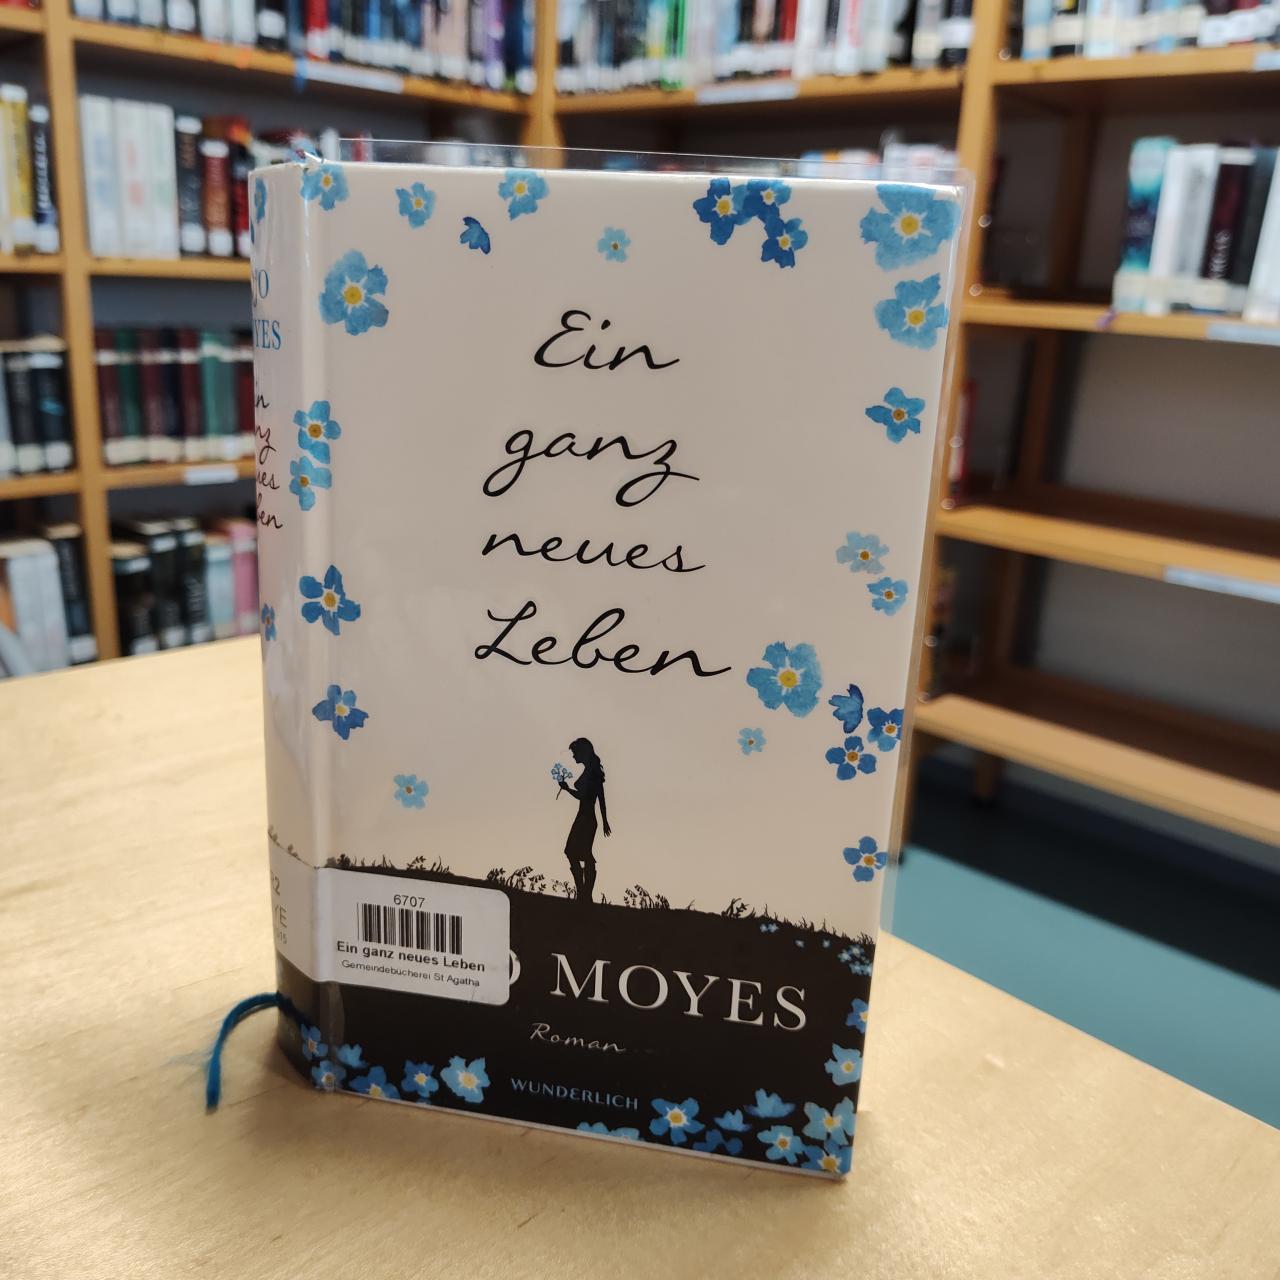 Ein
ganz
neues
Leben
6707
Ein ganz neues Leben
Gemeindebücherei St Agatha
MOYES
Roman
WUNDERLICH